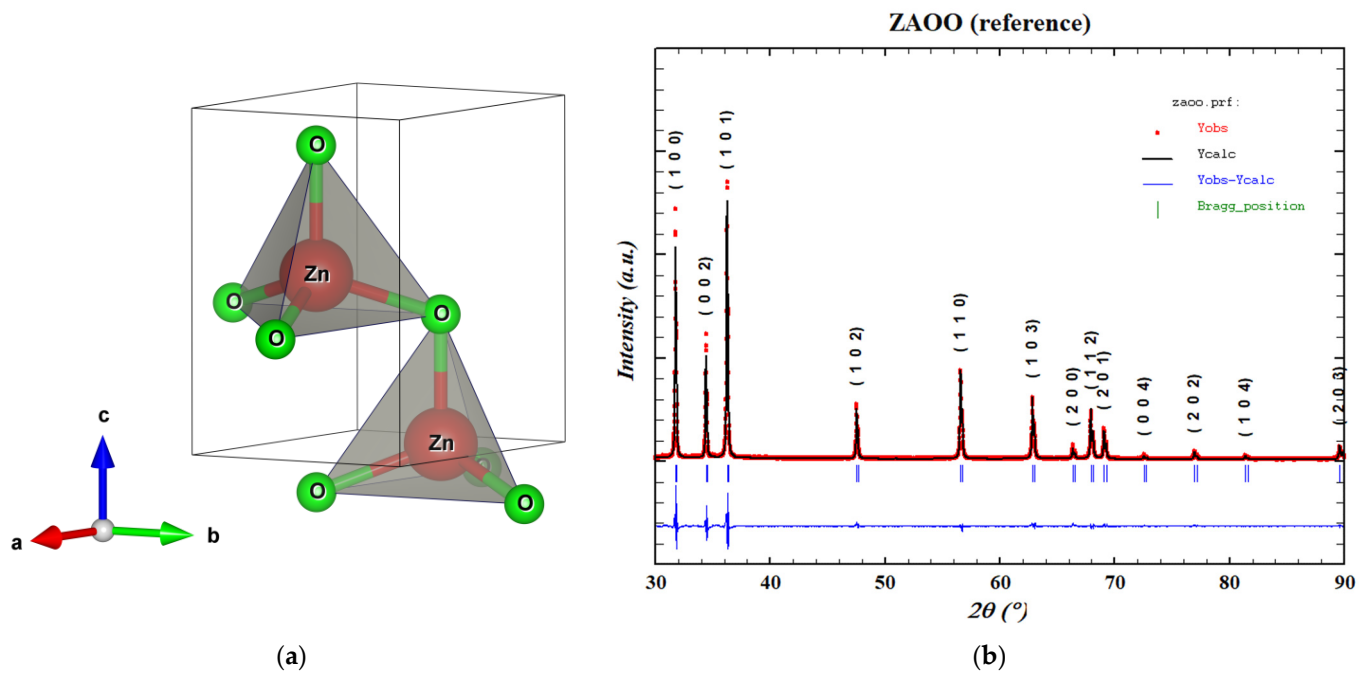 ZAOO (reference)
O
Zn
O
O
O
Zn
O
O
O
c
a
b
(a)
Intensity (a.u.)
( 1 0 0 )
( 0 0 2 )
( 1 0 1 )
( 1 0 2 )
( 1 1 0 )
( 1 0 3 )
( 2 0 0 )
( 1 1 2 )
( 2 0 1 )
( 0 0 4 )
( 2 0 2 )
( 1 0 4 )
( 2 0 3 )
zaoo.prf:
Yobs
Ycalc
Yobs-Ycalc
Bragg_position
30 40 50 60 70 80 90
2θ (°)
(b)